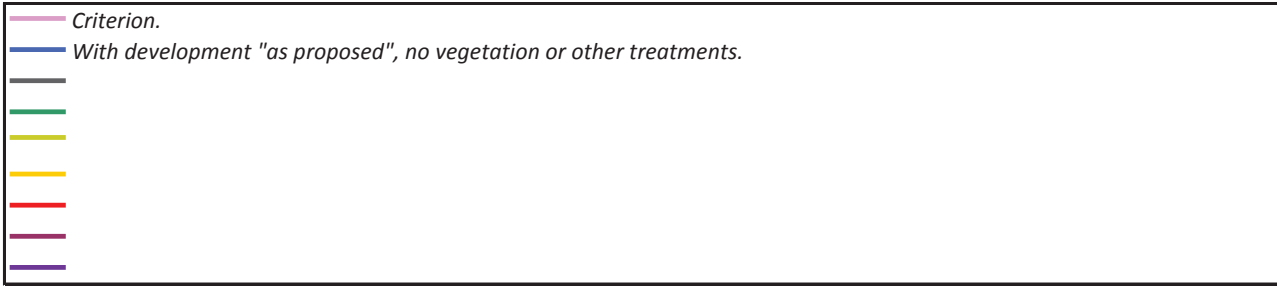 Criterion.
With development "as proposed", no vegetation or other treatments.